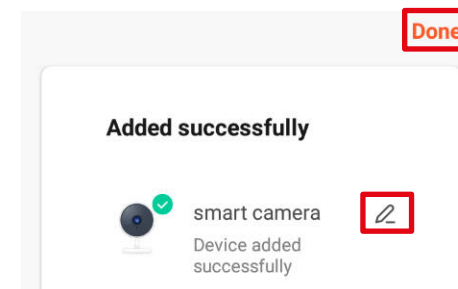 Done
Added successfully
smart camera
Device added
successfully